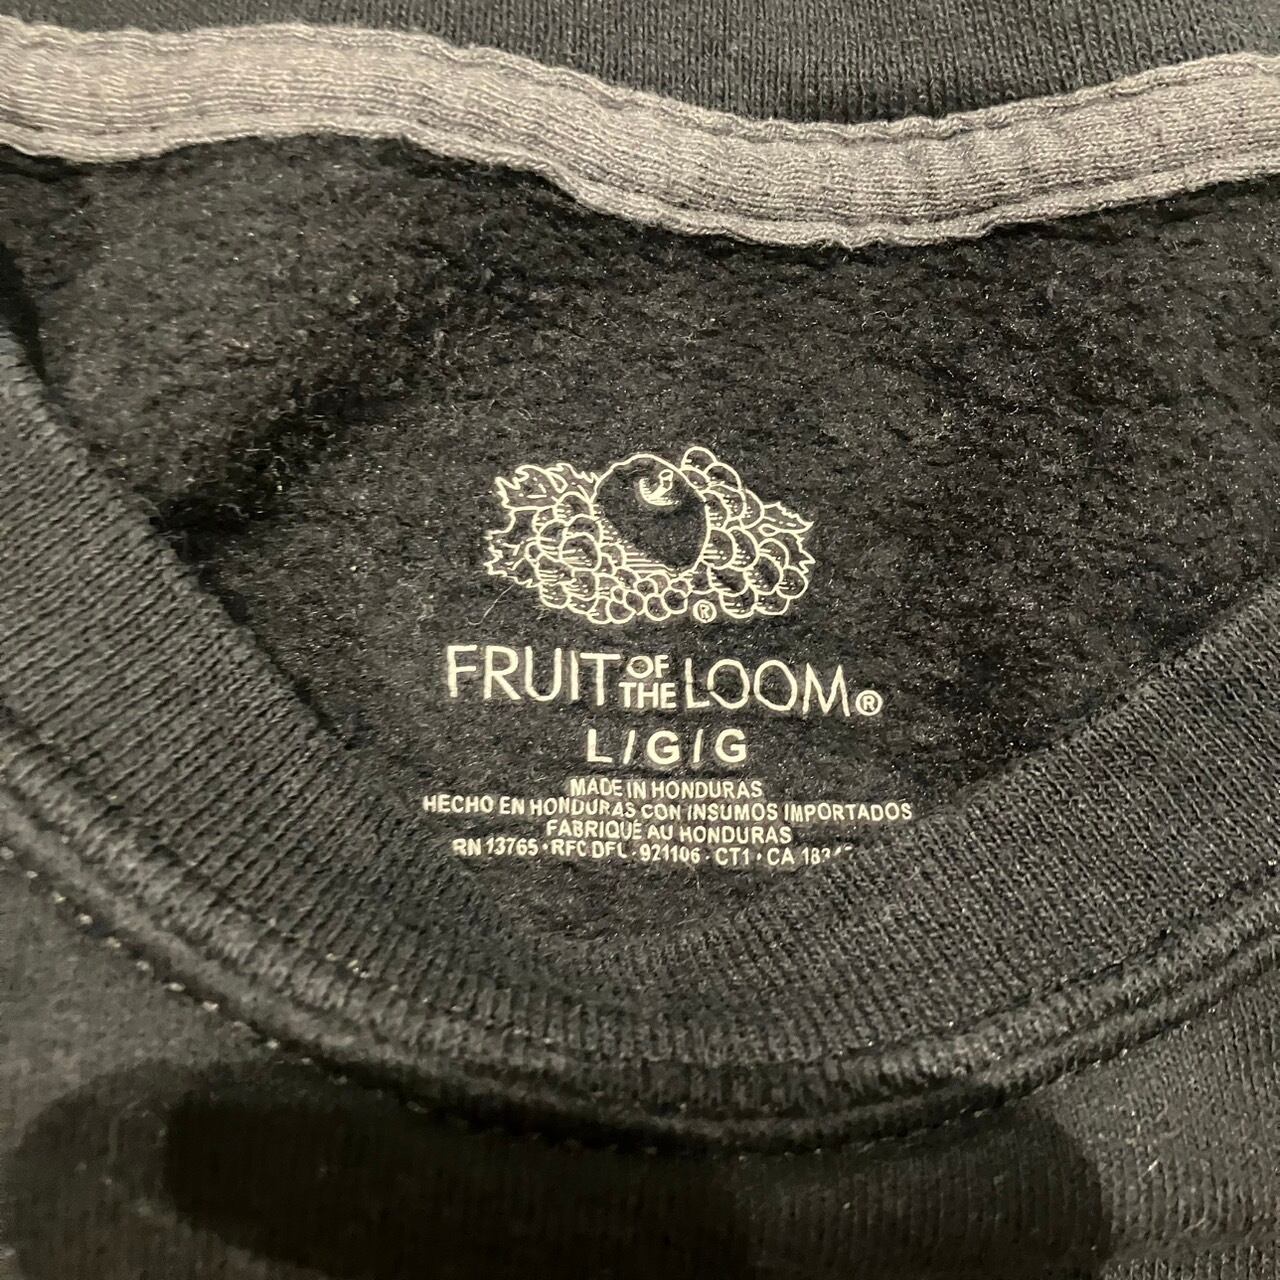 ®
FRUIT OF THE LOOM®
L/G/G
MADE IN HONDURAS
HECHO EN HONDURAS CON INSUMOS IMPORTADOS
FABRIQUÉ AU HONDURAS
RN 13765 · RFC DFL · 921106 · CT1 · CA